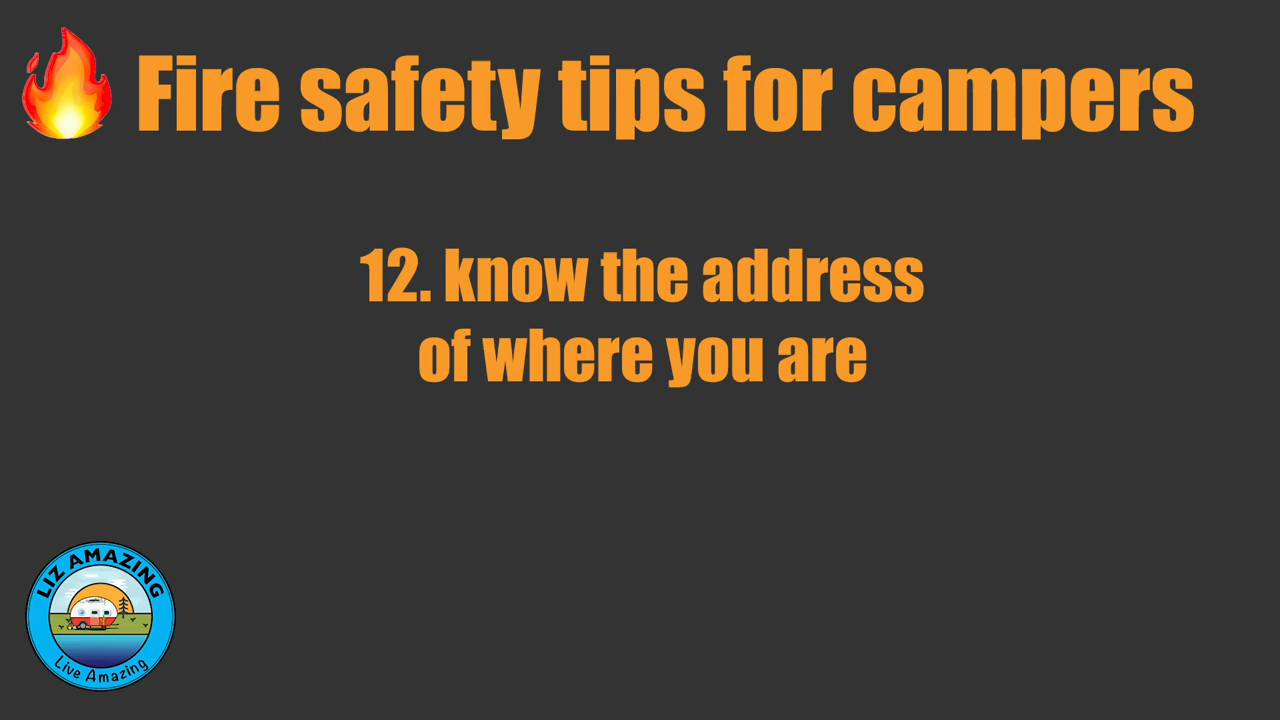 Fire safety tips for campers
12. know the address
of where you are
LIZ AMAZING
Live Amazing